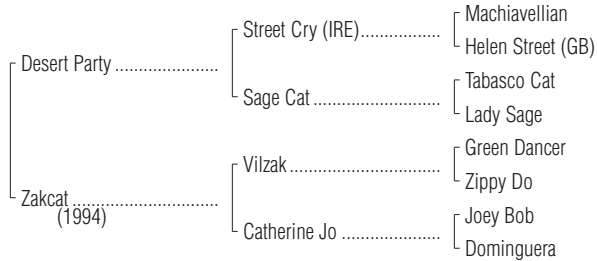 Machiavellian
Street Cry (IRE)....................
Helen Street (GB)
Desert Party .........................
Tabasco Cat
Sage Cat ...............................
Lady Sage
Green Dancer
Vilzak.....................................
Zippy Do
Zakcat ...................................
(1994)
Joey Bob
Catherine Jo ........................
Dominguera